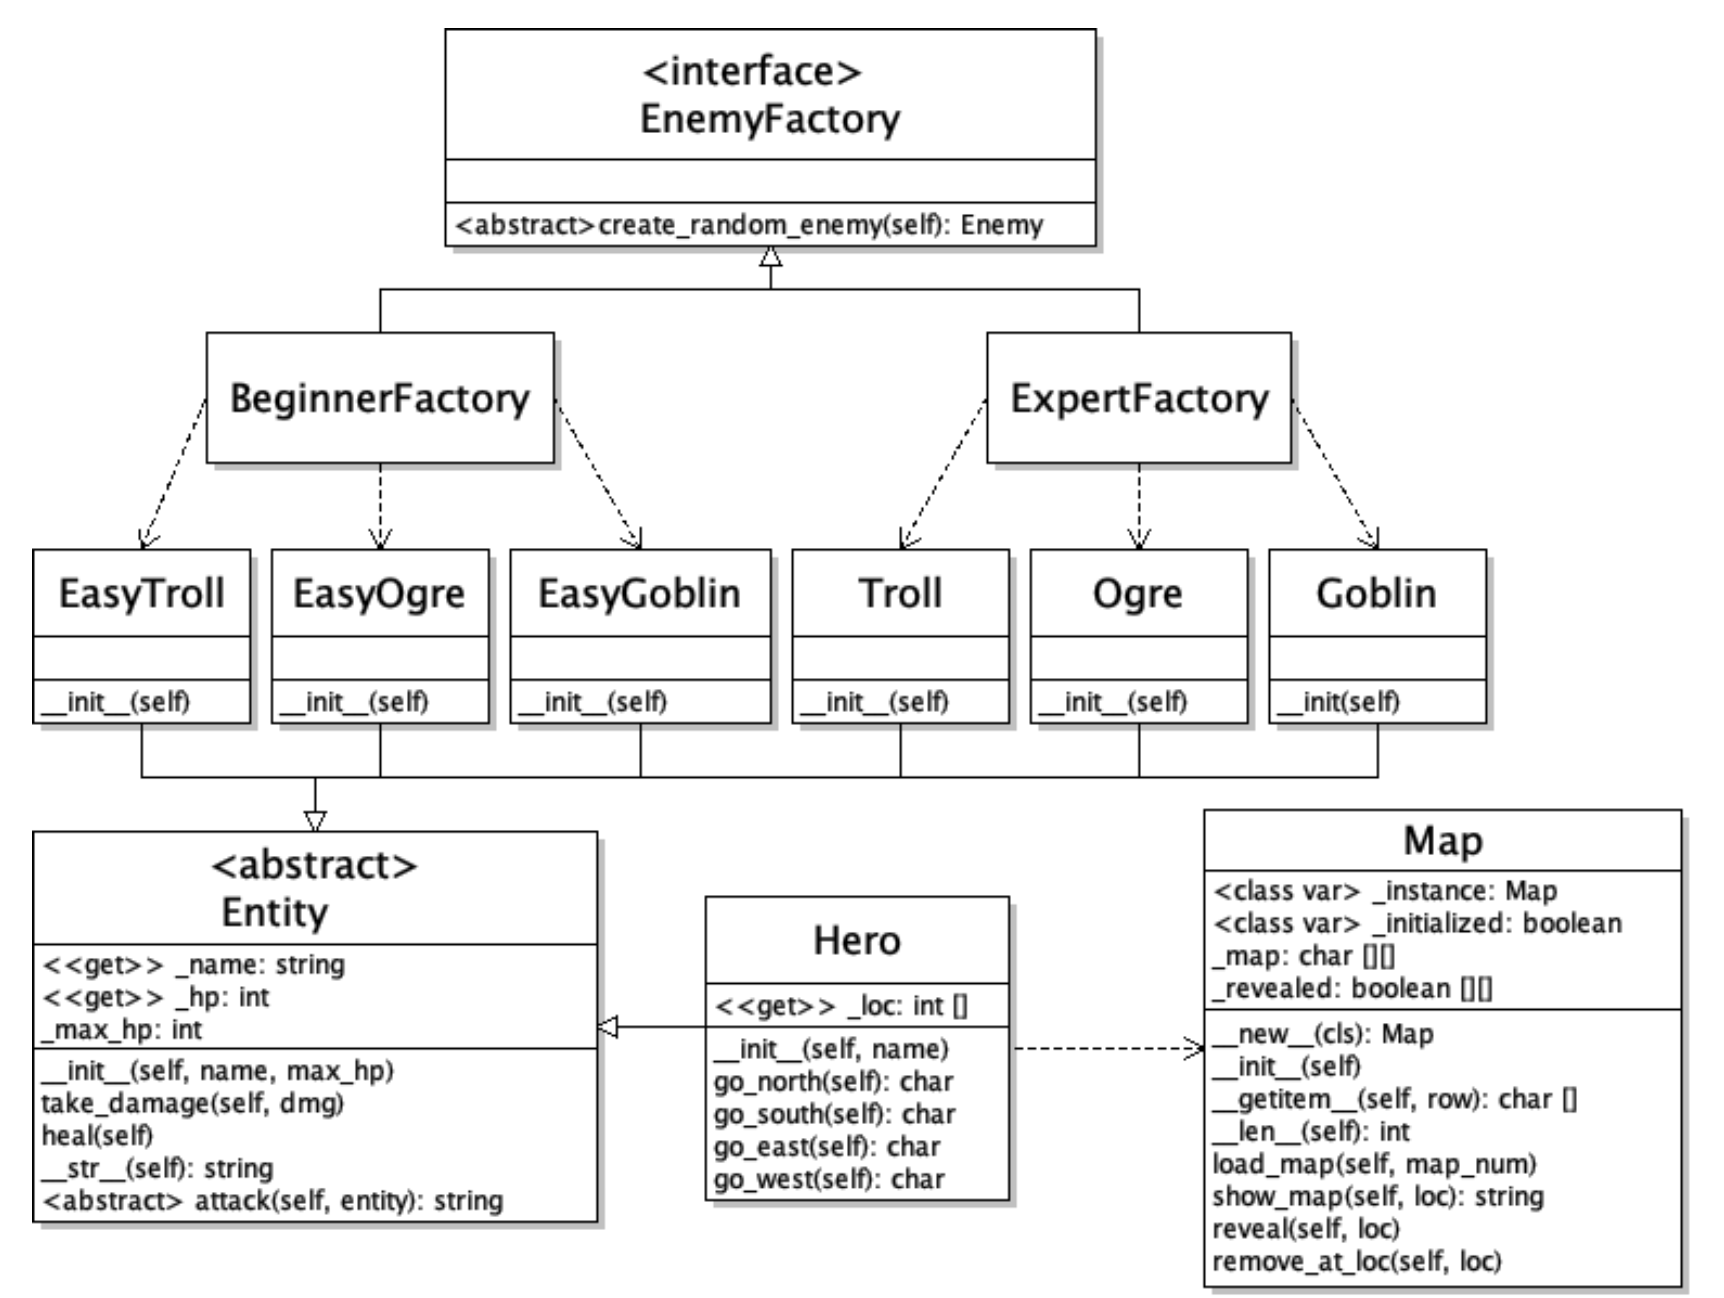 <interface>
EnemyFactory
<abstract>create_random_enemy(self): Enemy
BeginnerFactory
ExpertFactory
EasyTroll
__init__(self)
EasyOgre
__init__(self)
EasyGoblin
__init__(self)
Troll
__init__(self)
Ogre
__init__(self)
Goblin
__init(self)
<abstract>
Entity
<<get>> _name: string
<<get>> _hp: int
_max_hp: int
__init__(self, name, max_hp)
take_damage(self, dmg)
heal(self)
__str__(self): string
<abstract> attack(self, entity): string
Hero
<<get>> _loc: int []
__init__(self, name)
go_north(self): char
go_south(self): char
go_east(self): char
go_west(self): char
Map
<class var> _instance: Map
<class var> _initialized: boolean
_map: char [][]
_revealed: boolean [][]
__new__(cls): Map
__init__(self)
__getitem__(self, row): char []
__len__(self): int
load_map(self, map_num)
show_map(self, loc): string
reveal(self, loc)
remove_at_loc(self, loc)